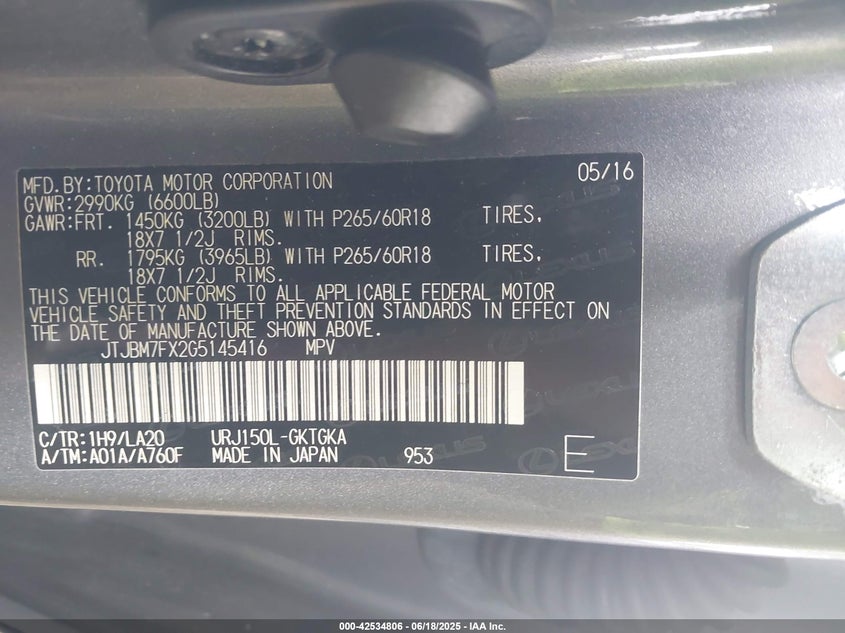 MFD.BY:TOYOTA MOTOR CORPORATION 05/16
GVWR:2990KG (6600LB)
GAWR:FRT. 1450KG (3200LB) WITH P265/60R18 TIRES,
18X7 1/2J RIMS.
RR. 1795KG (3965LB) WITH P265/60R18 TIRES,
18X7 1/2J RIMS.
THIS VEHICLE CONFORMS TO ALL APPLICABLE FEDERAL MOTOR
VEHICLE SAFETY AND THEFT PREVENTION STANDARDS IN EFFECT ON
THE DATE OF MANUFACTURE SHOWN ABOVE.
JTJBM7FX2G5145416 MPV
C/TR:1H9/LA20 URJ150L-GKTGKA
A/TM:A01A/A760F MADE IN JAPAN 953 E
LEXUS
000-42534806 - 06/18/2025 - IAA Inc.